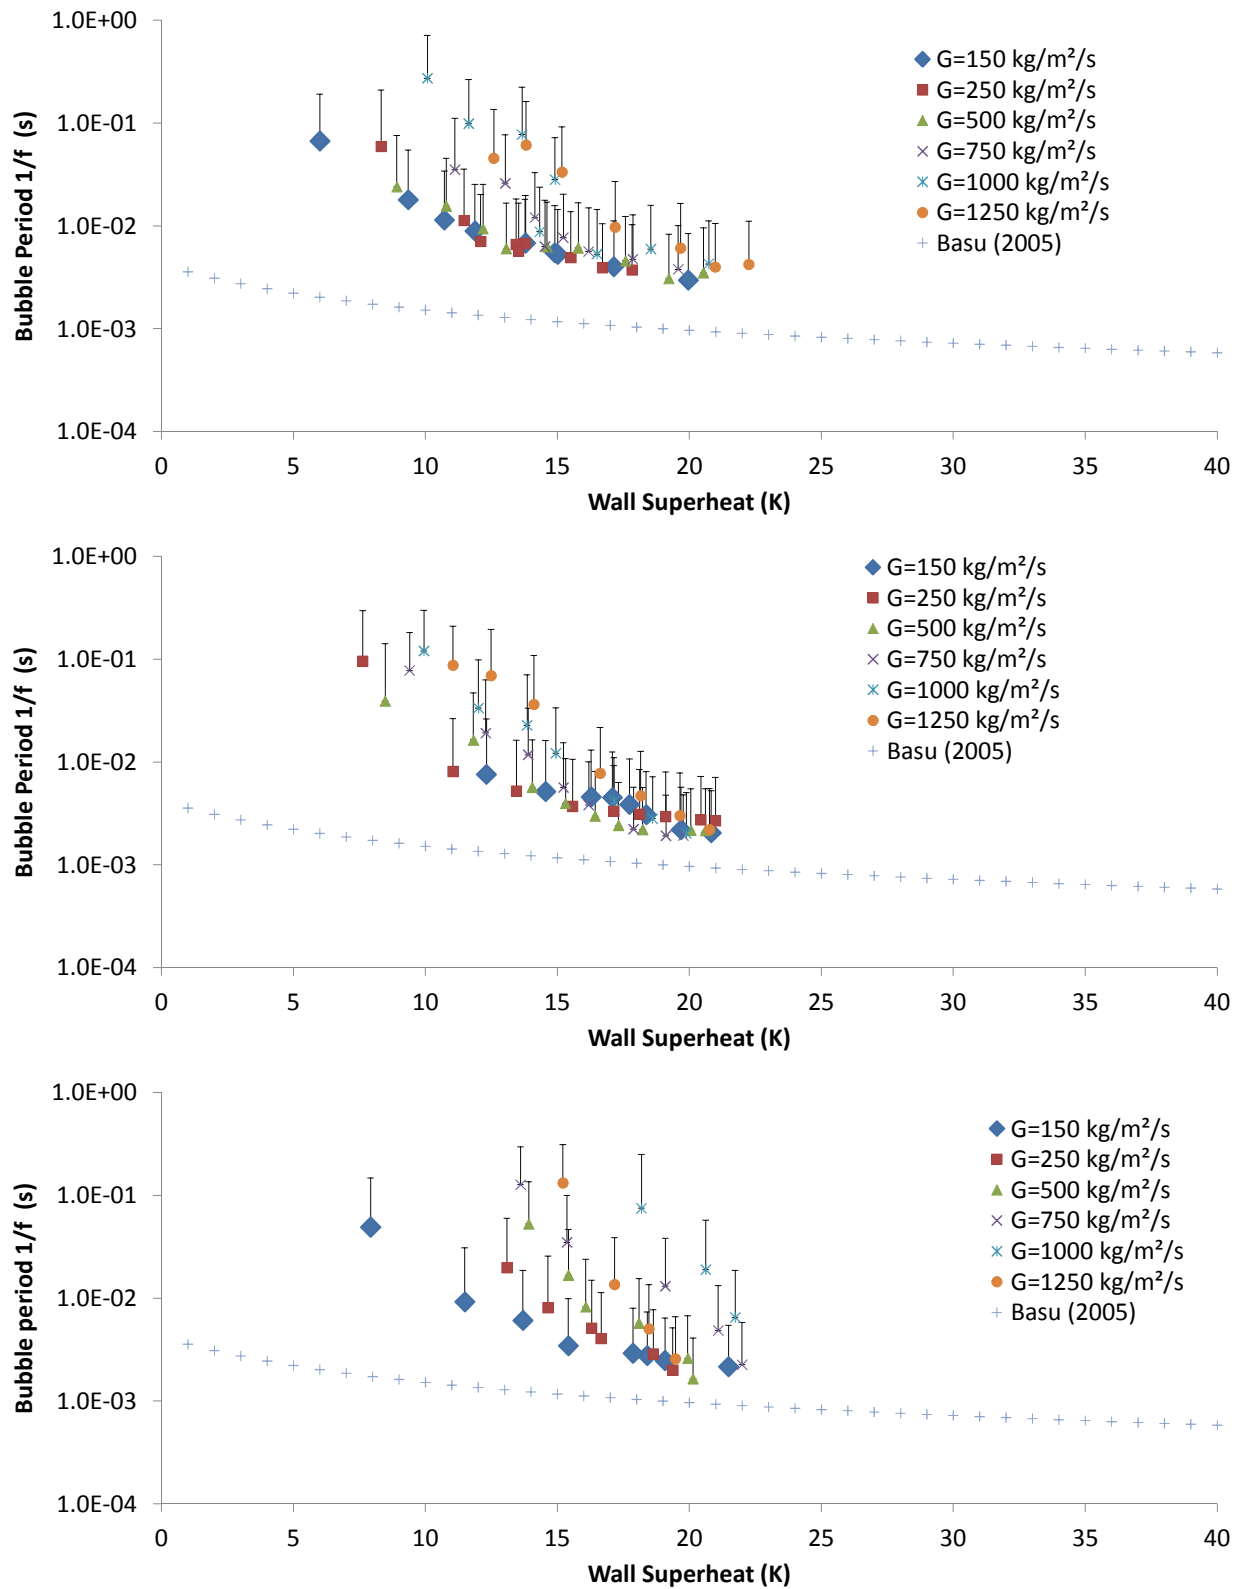 1.0E+00
1.0E-01
1.0E-02
1.0E-03
1.0E-04
Bubble Period 1/f (s)
0 5 10 15 20 25 30 35 40
Wall Superheat (K)
G=150 kg/m²/s
G=250 kg/m²/s
G=500 kg/m²/s
G=750 kg/m²/s
G=1000 kg/m²/s
G=1250 kg/m²/s
Basu (2005)
1.0E+00
1.0E-01
1.0E-02
1.0E-03
1.0E-04
Bubble Period 1/f (s)
0 5 10 15 20 25 30 35 40
Wall Superheat (K)
G=150 kg/m²/s
G=250 kg/m²/s
G=500 kg/m²/s
G=750 kg/m²/s
G=1000 kg/m²/s
G=1250 kg/m²/s
Basu (2005)
1.0E+00
1.0E-01
1.0E-02
1.0E-03
1.0E-04
Bubble period 1/f (s)
0 5 10 15 20 25 30 35 40
Wall Superheat (K)
G=150 kg/m²/s
G=250 kg/m²/s
G=500 kg/m²/s
G=750 kg/m²/s
G=1000 kg/m²/s
G=1250 kg/m²/s
Basu (2005)